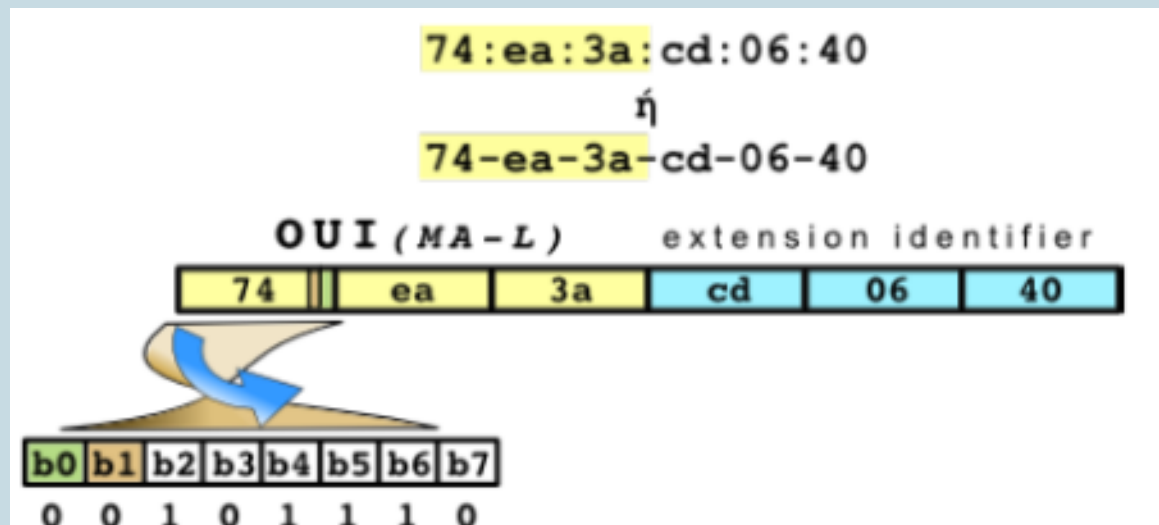 74:ea:3a:cd:06:40
ή
74-ea-3a-cd-06-40
OUI (MA-L) extension identifier
74 ea 3a cd 06 40
b0 b1 b2 b3 b4 b5 b6 b7
0 0 1 0 1 1 1 0